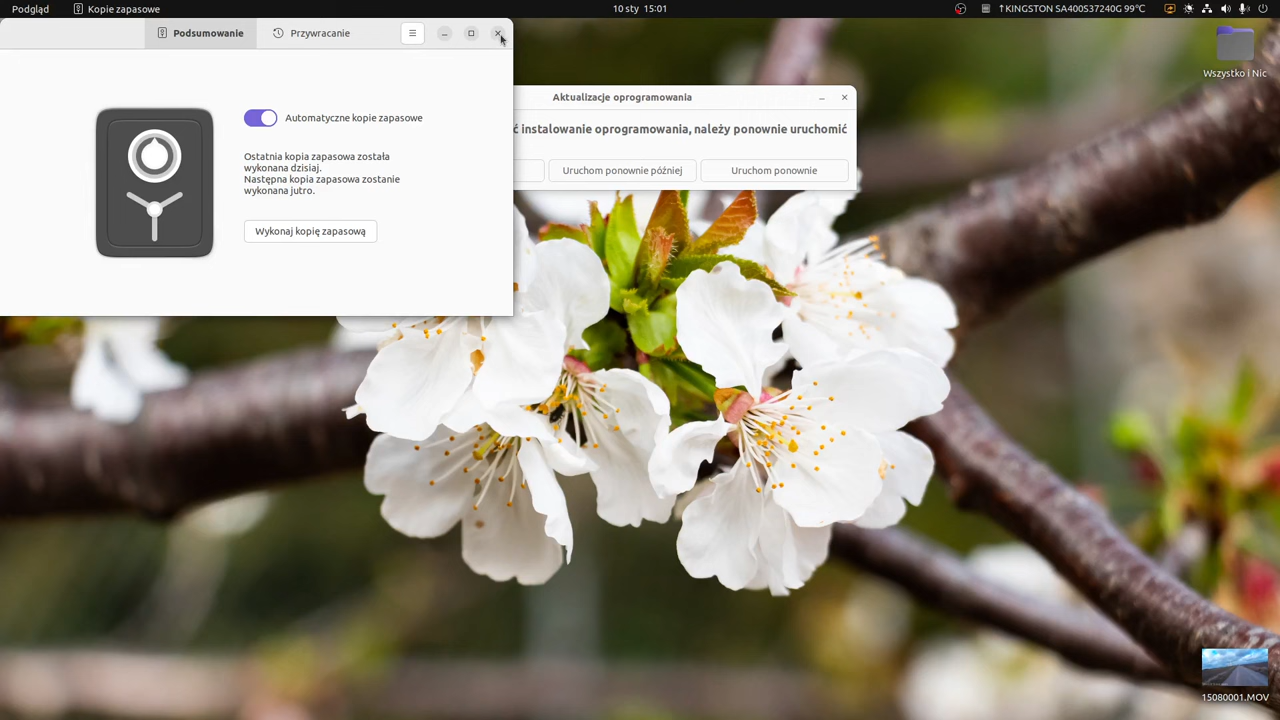 Podgląd
Kopie zapasowe
10 sty 15:01
↑KINGSTON SA400S37240G 99℃
Podsumowanie
Przywracanie
Wszystko i Nic
Aktualizacje oprogramowania
ć instalowanie oprogramowania, należy ponownie uruchomić
Automatyczne kopie zapasowe
Uruchom ponownie później
Uruchom ponownie
Ostatnia kopia zapasowa została
wykonana dzisiaj.
Następna kopia zapasowa zostanie
wykonana jutro.
Wykonaj kopię zapasową
15080001.MOV